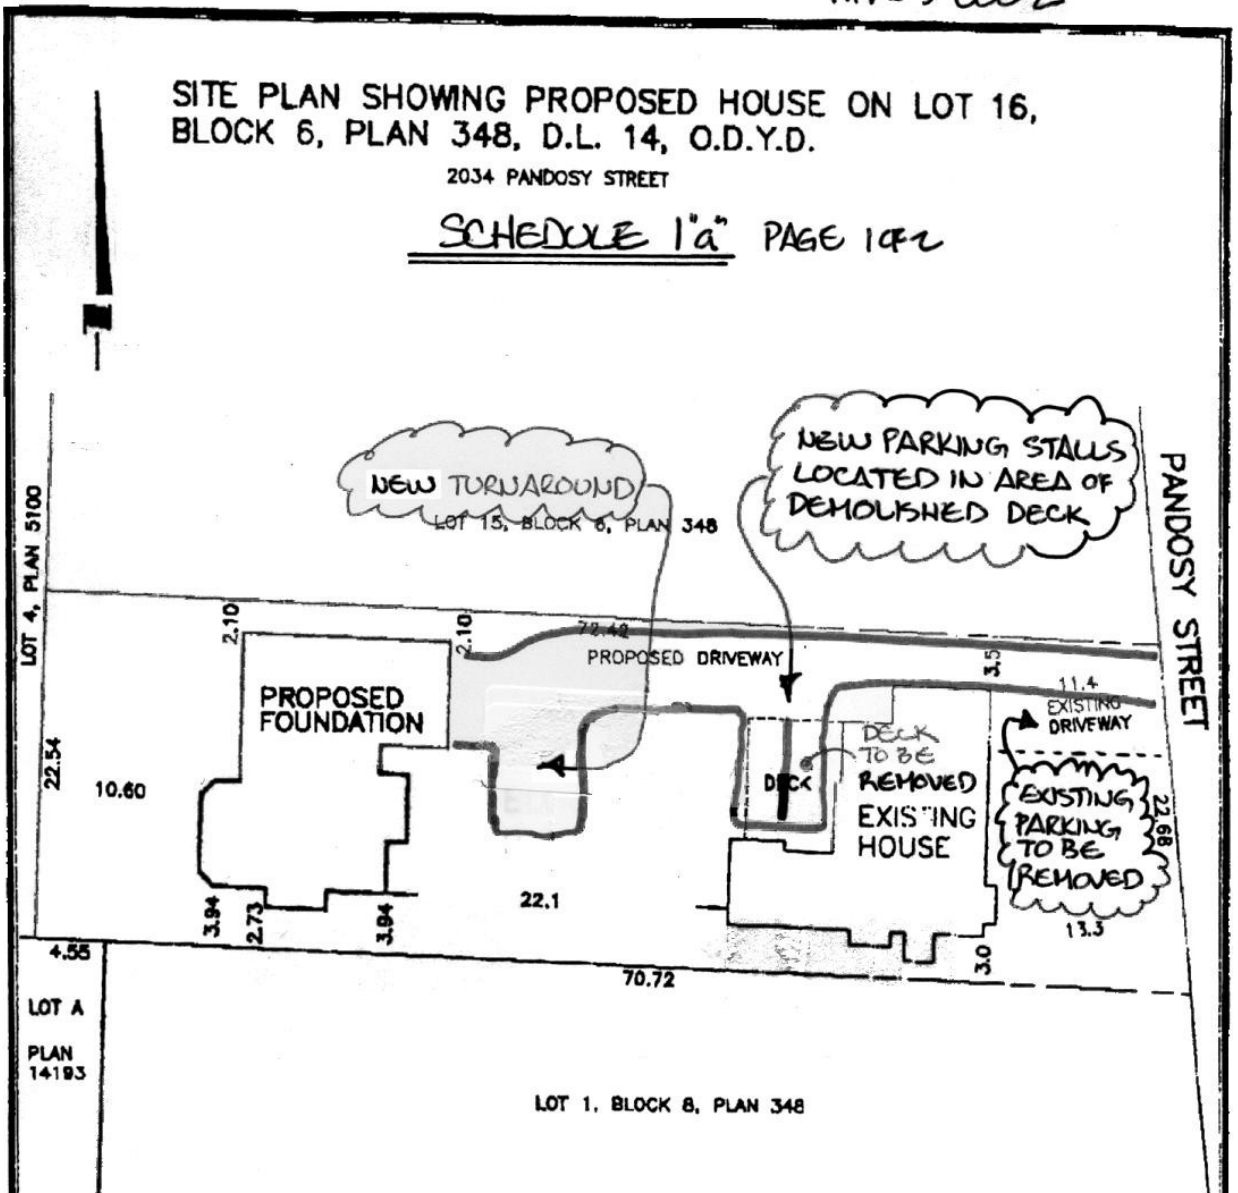 SITE PLAN SHOWING PROPOSED HOUSE ON LOT 16,
BLOCK 6, PLAN 348, D.L. 14, O.D.Y.D.
2034 PANDOSY STREET
SCHEDULE 1"a" PAGE 1 OF 2
NEW TURNAROUND
LOT 15, BLOCK 6, PLAN 348
NEW PARKING STALLS
LOCATED IN AREA OF
DEMOLISHED DECK
PANDOSY STREET
LOT 4, PLAN 5100
2.10
2.10
72.42
PROPOSED DRIVEWAY
3.5
11.4
EXISTING
DRIVEWAY
PROPOSED
FOUNDATION
DECK
TO BE
REMOVED
DECK
EXISTING
HOUSE
22.54
10.60
EXISTING
PARKING
TO BE
REMOVED
22.68
3.94
2.73
3.94
22.1
13.3
3.0
4.55
70.72
LOT A
PLAN
14193
LOT 1, BLOCK 8, PLAN 348